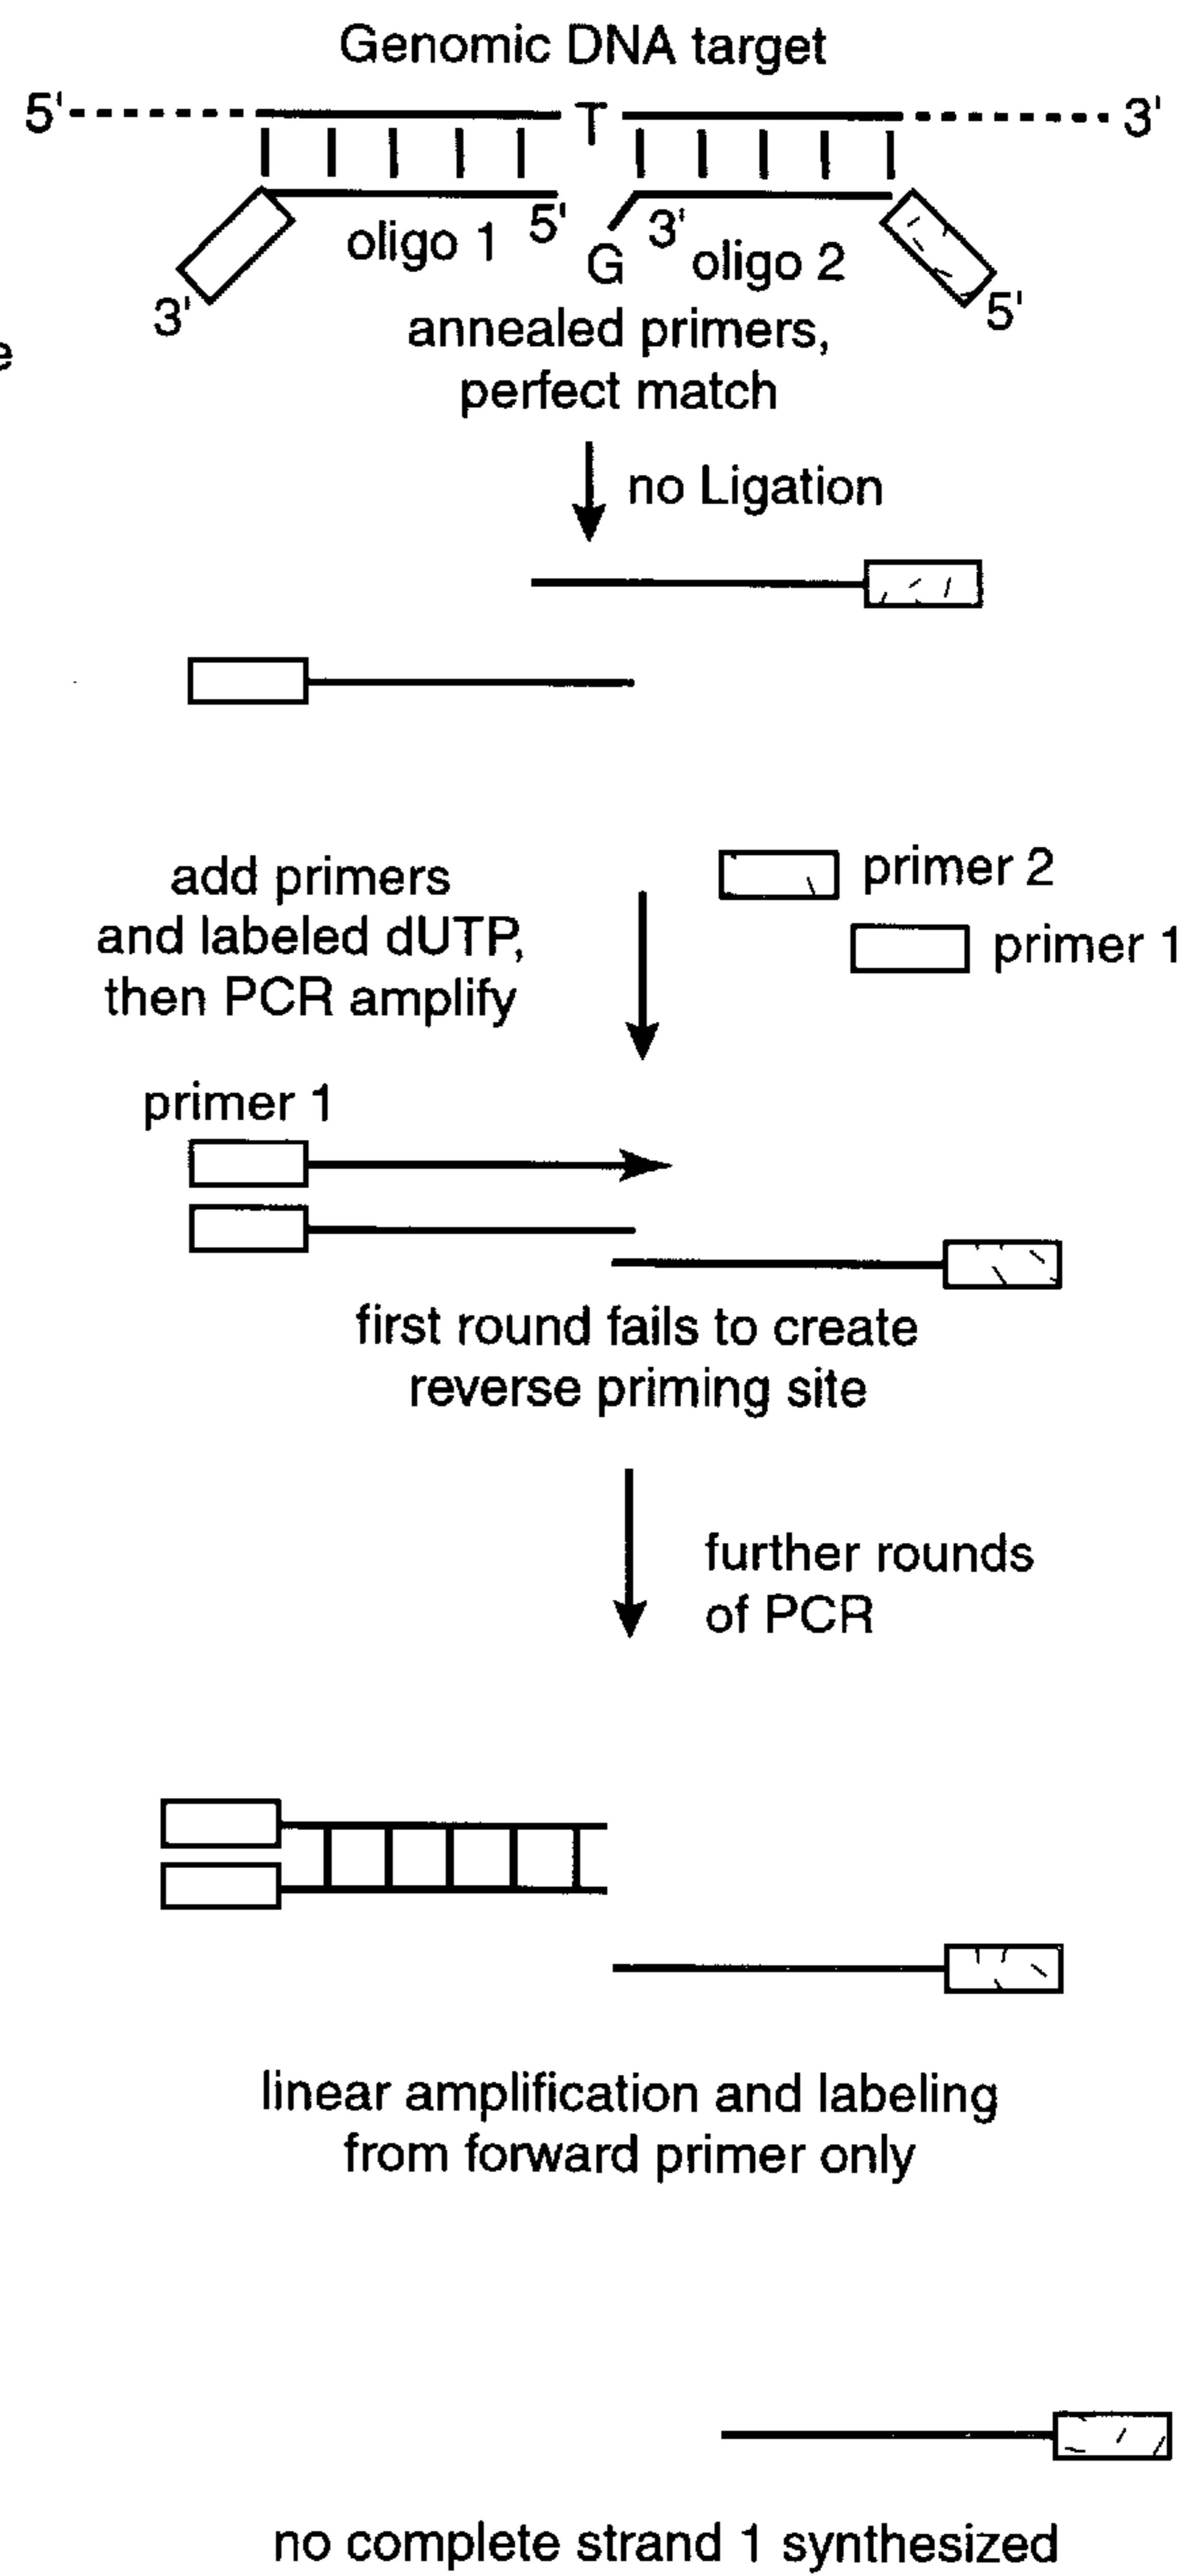 Genomic DNA target
5' T 3'
oligo 1 5' G 3' oligo 2
3' 5'
e
annealed primers,
perfect match
no Ligation
add primers
and labeled dUTP,
then PCR amplify
primer 2
primer 1
primer 1
first round fails to create
reverse priming site
further rounds
of PCR
linear amplification and labeling
from forward primer only
no complete strand 1 synthesized